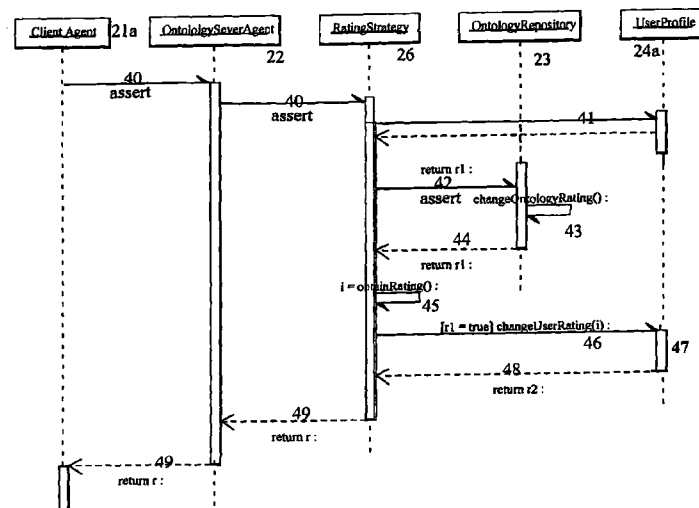 Client Agent
21a
OntololgySeverAgent
22
RatingStrategy
26
OntologyRepository
23
UserProfile
24a
40
assert
40
assert
41
return r1 :
42
assert
changeOntologyRating() :
43
44
return r1 :
i = obtainRating() :
45
[r1 = true] changeUserRating(i) :
46
47
48
return r2 :
49
return r :
49
return r :